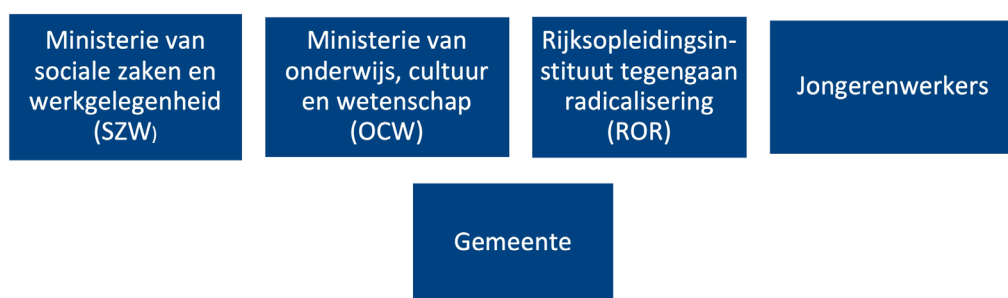 Ministerie van
sociale zaken en
werkgelegenheid
(SZW)
Ministerie van
onderwijs, cultuur
en wetenschap
(OCW)
Rijksopleidingsin-
stituut tegengaan
radicalisering
(ROR)
Jongerenwerkers
Gemeente